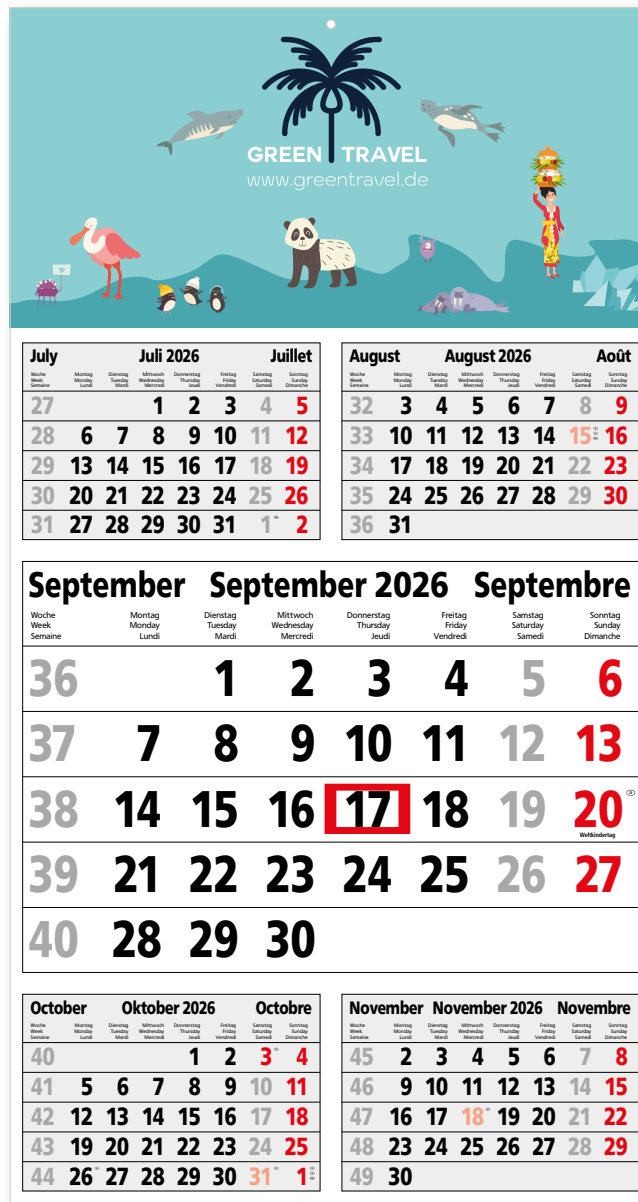 GREEN TRAVEL
www.greentravel.de
July Juli 2026 Juillet
Woche Montag Dienstag Mittwoch Donnerstag Freitag Samstag Sonntag
Week Monday Tuesday Wednesday Thursday Friday Saturday Sunday
Semaine Lundi Mardi Mercredi Jeudi Vendredi Samedi Dimanche
27 1 2 3 4 5
28 6 7 8 9 10 11 12
29 13 14 15 16 17 18 19
30 20 21 22 23 24 25 26
31 27 28 29 30 31 1 2
August August 2026 Août
Woche Montag Dienstag Mittwoch Donnerstag Freitag Samstag Sonntag
Week Monday Tuesday Wednesday Thursday Friday Saturday Sunday
Semaine Lundi Mardi Mercredi Jeudi Vendredi Samedi Dimanche
32 3 4 5 6 7 8 9
33 10 11 12 13 14 15 16
34 17 18 19 20 21 22 23
35 24 25 26 27 28 29 30
36 31
September September 2026 Septembre
Woche Montag Dienstag Mittwoch Donnerstag Freitag Samstag Sonntag
Week Monday Tuesday Wednesday Thursday Friday Saturday Sunday
Semaine Lundi Mardi Mercredi Jeudi Vendredi Samedi Dimanche
36 1 2 3 4 5 6
37 7 8 9 10 11 12 13
38 14 15 16 17 18 19 20
Weltkindertag
39 21 22 23 24 25 26 27
40 28 29 30
October Oktober 2026 Octobre
Woche Montag Dienstag Mittwoch Donnerstag Freitag Samstag Sonntag
Week Monday Tuesday Wednesday Thursday Friday Saturday Sunday
Semaine Lundi Mardi Mercredi Jeudi Vendredi Samedi Dimanche
40 1 2 3 4
41 5 6 7 8 9 10 11
42 12 13 14 15 16 17 18
43 19 20 21 22 23 24 25
44 26 27 28 29 30 31 1
November November 2026 Novembre
Woche Montag Dienstag Mittwoch Donnerstag Freitag Samstag Sonntag
Week Monday Tuesday Wednesday Thursday Friday Saturday Sunday
Semaine Lundi Mardi Mercredi Jeudi Vendredi Samedi Dimanche
45 2 3 4 5 6 7 8
46 9 10 11 12 13 14 15
47 16 17 18 19 20 21 22
48 23 24 25 26 27 28 29
49 30